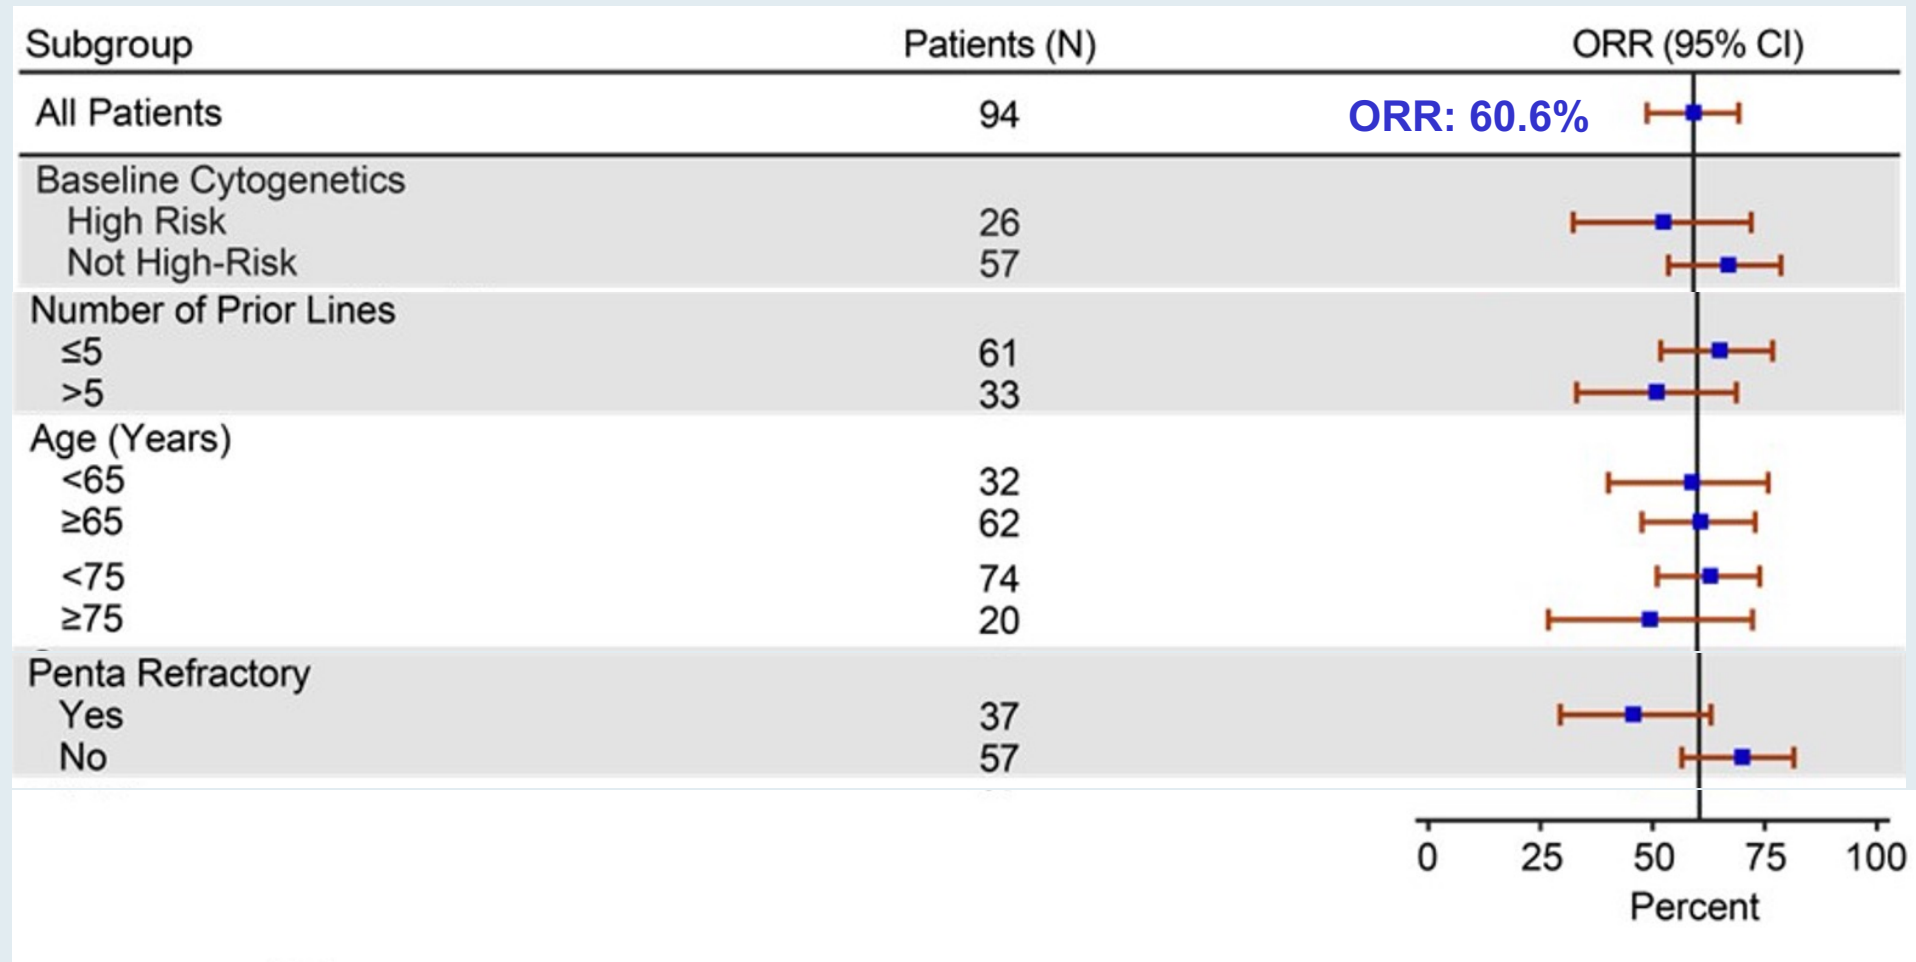 Subgroup Patients (N) ORR (95% CI)
All Patients 94 ORR: 60.6%
Baseline Cytogenetics
High Risk 26
Not High-Risk 57
Number of Prior Lines
≤5 61
>5 33
Age (Years)
<65 32
≥65 62
<75 74
≥75 20
Penta Refractory
Yes 37
No 57
0 25 50 75 100
Percent